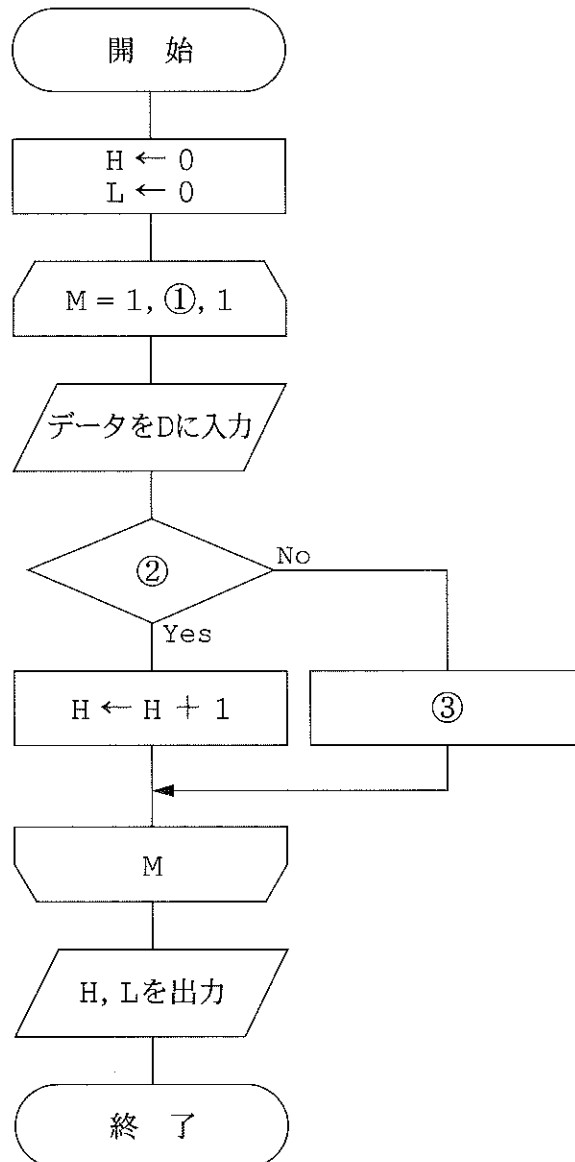 開 始
H ← 0
L ← 0
M = 1, ①, 1
データをDに入力
②
No
Yes
H ← H + 1
③
M
H, Lを出力
終 了